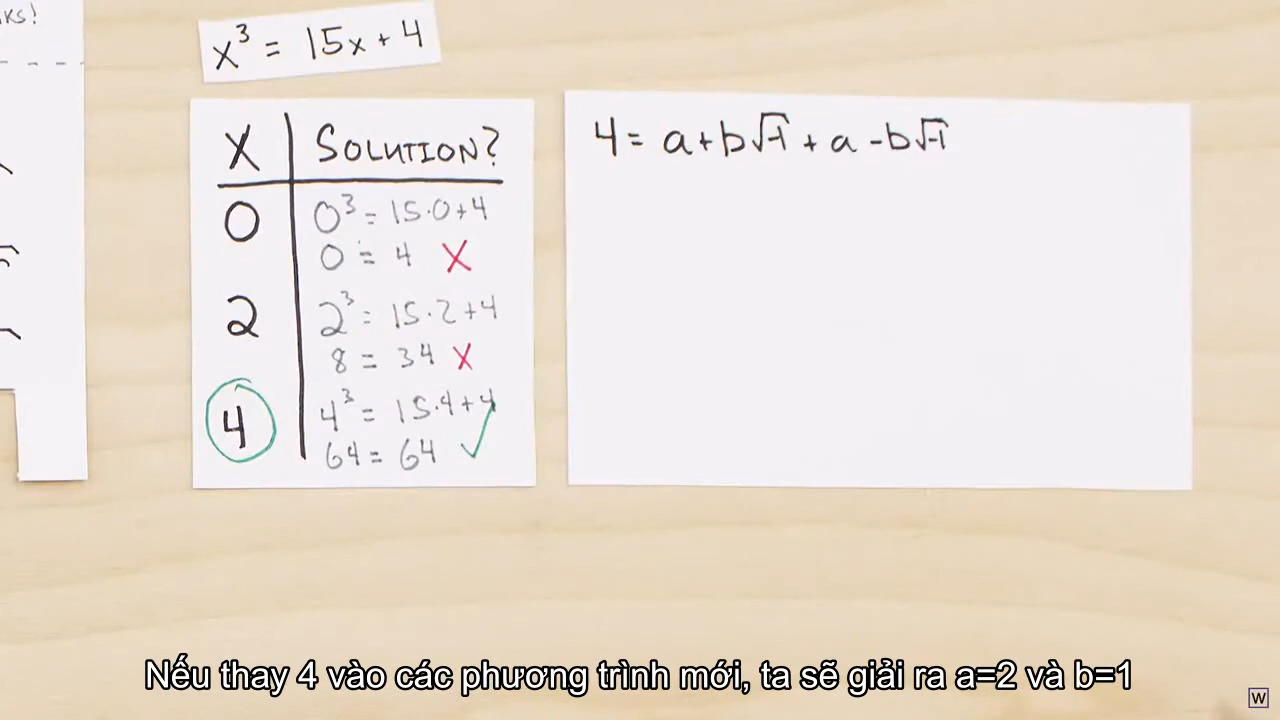 x³ = 15x + 4
X SOLUTION?
0 0³ = 15·0+4
0 = 4 X
2 2³ = 15·2+4
8 = 34 X
4 4³ = 15·4+4
64 = 64 ✓
4 = a+b√-1 + a -b√-1
Nếu thay 4 vào các phương trình mới, ta sẽ giải ra a=2 và b=1
W